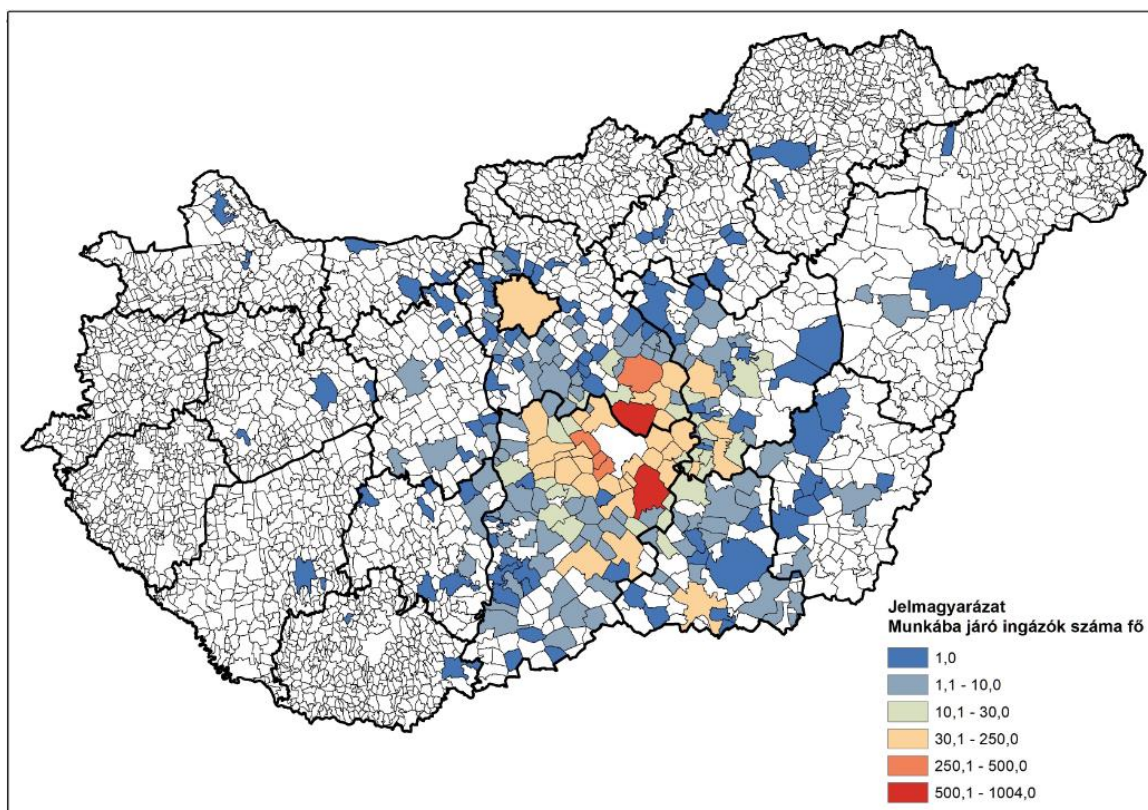 Jelmagyarázat
Munkába járó ingázók száma fő
1,0
1,1 - 10,0
10,1 - 30,0
30,1 - 250,0
250,1 - 500,0
500,1 - 1004,0